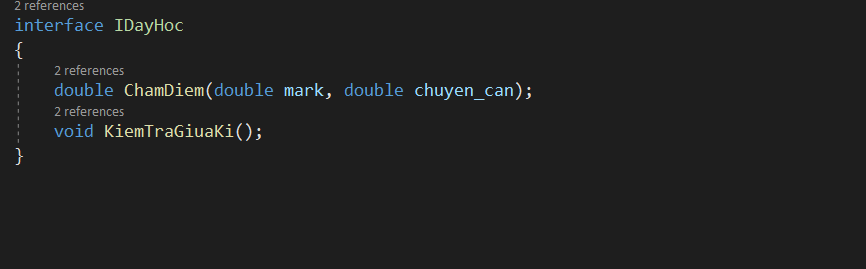 2 references
interface IDayHoc
{
2 references
double ChamDiem(double mark, double chuyen_can);
2 references
void KiemTraGiuaKi();
}